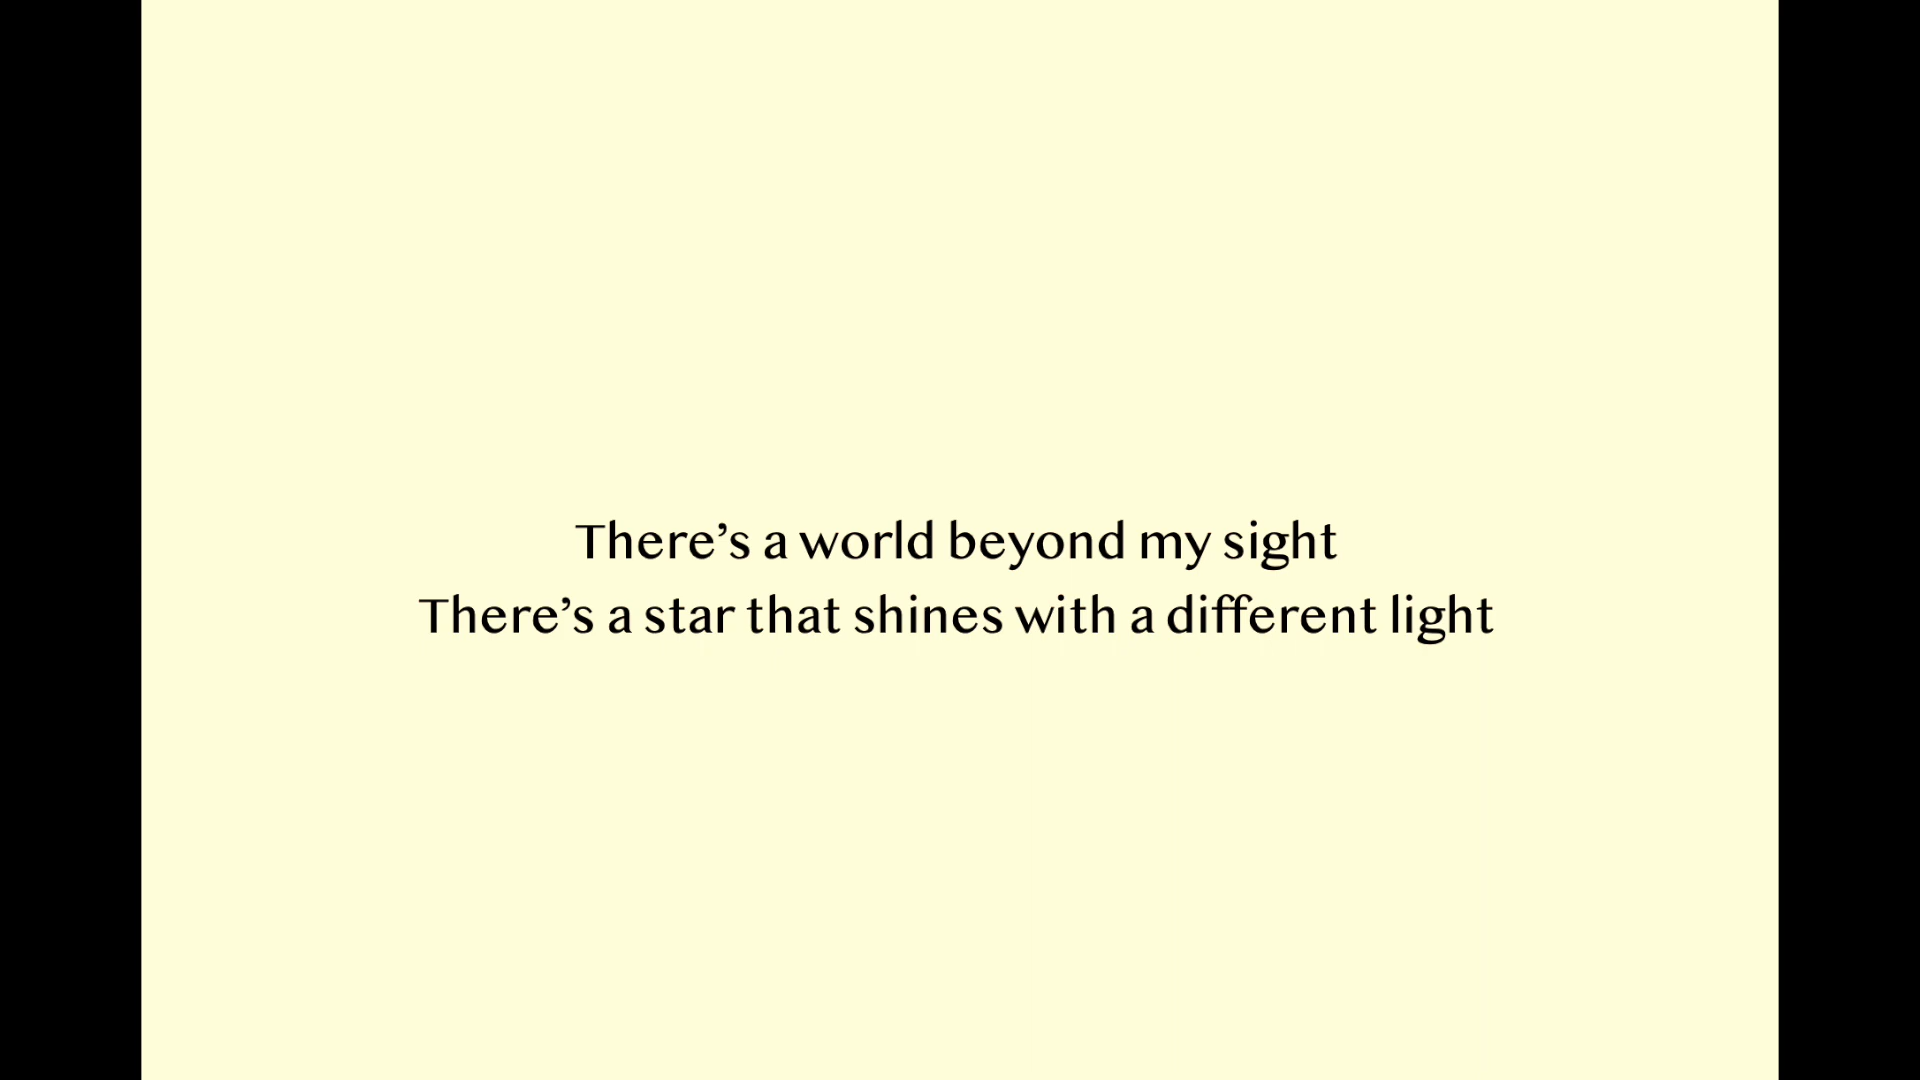 There’s a world beyond my sight
There’s a star that shines with a different light